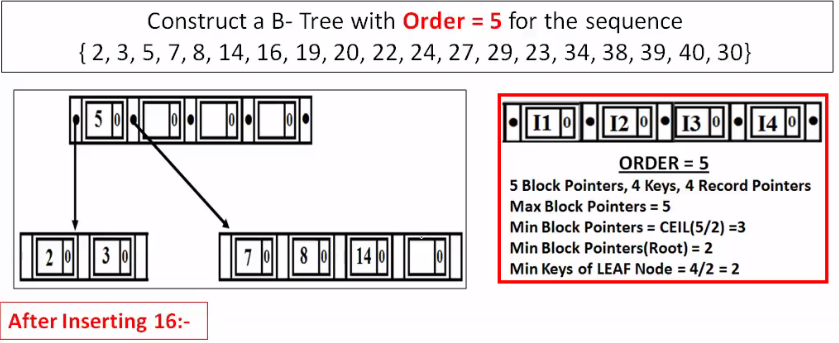 Construct a B- Tree with Order = 5 for the sequence
{ 2, 3, 5, 7, 8, 14, 16, 19, 20, 22, 24, 27, 29, 23, 34, 38, 39, 40, 30}
5 0 0 0 0
2 0 3 0
7 0 8 0 14 0 0
I1 0 I2 0 I3 0 I4 0
ORDER = 5
5 Block Pointers, 4 Keys, 4 Record Pointers
Max Block Pointers = 5
Min Block Pointers = CEIL(5/2) =3
Min Block Pointers(Root) = 2
Min Keys of LEAF Node = 4/2 = 2
After Inserting 16:-